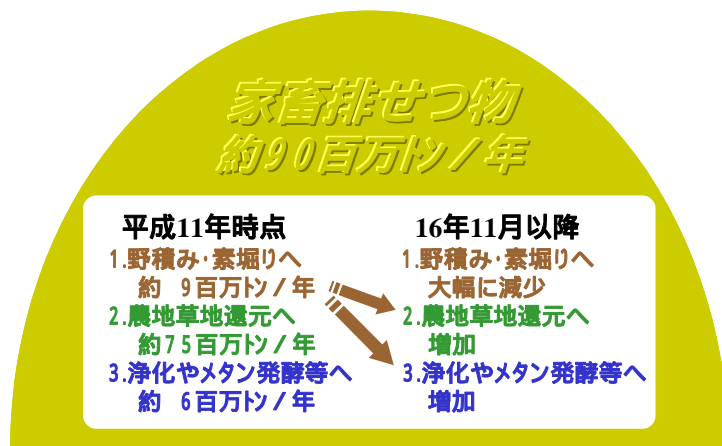 家畜排せつ物
約９０百万㌧／年
平成11年時点
1.野積み・素堀りへ
約 9百万㌧／年
2.農地草地還元へ
約75百万㌧／年
3.浄化やメタン発酵等へ
約 6百万㌧／年
16年11月以降
1.野積み・素堀りへ
大幅に減少
2.農地草地還元へ
増加
3.浄化やメタン発酵等へ
増加